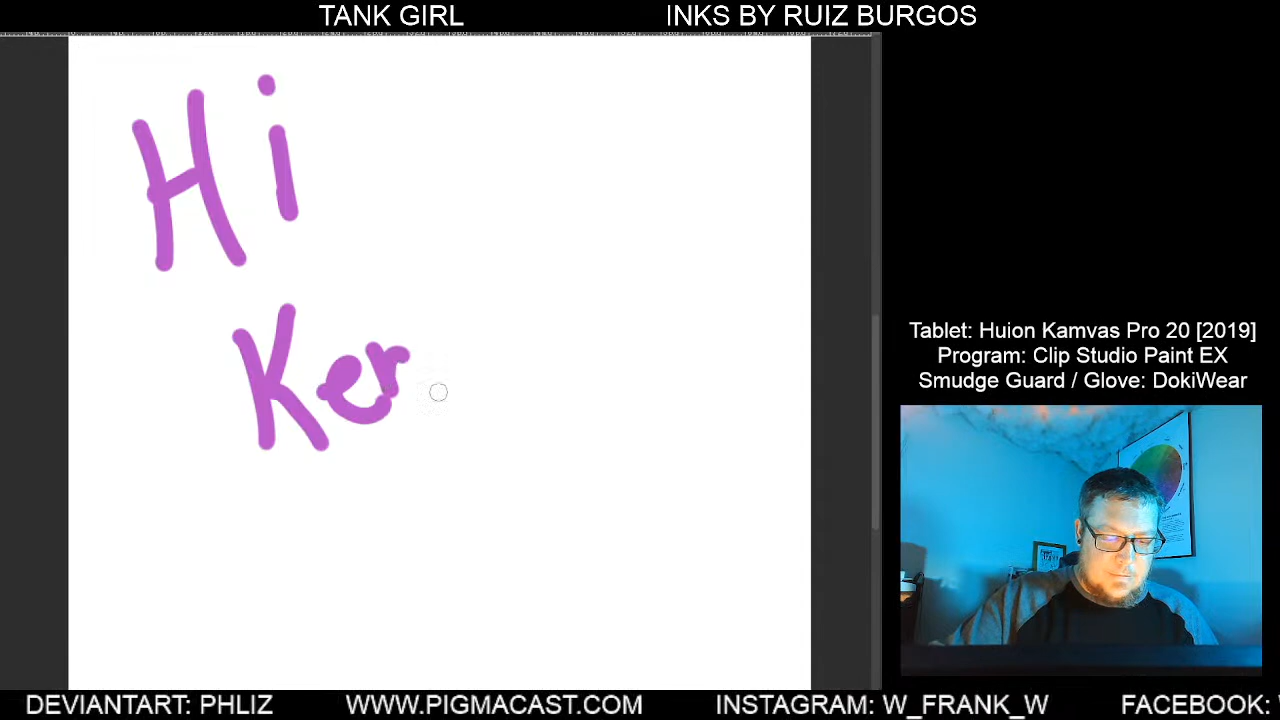 TANK GIRL INKS BY RUIZ BURGOS
Hi
Ker
Tablet: Huion Kamvas Pro 20 [2019]
Program: Clip Studio Paint EX
Smudge Guard / Glove: DokiWear
DEVIANTART: PHLIZ WWW.PIGMACAST.COM INSTAGRAM: W_FRANK_W FACEBOOK: